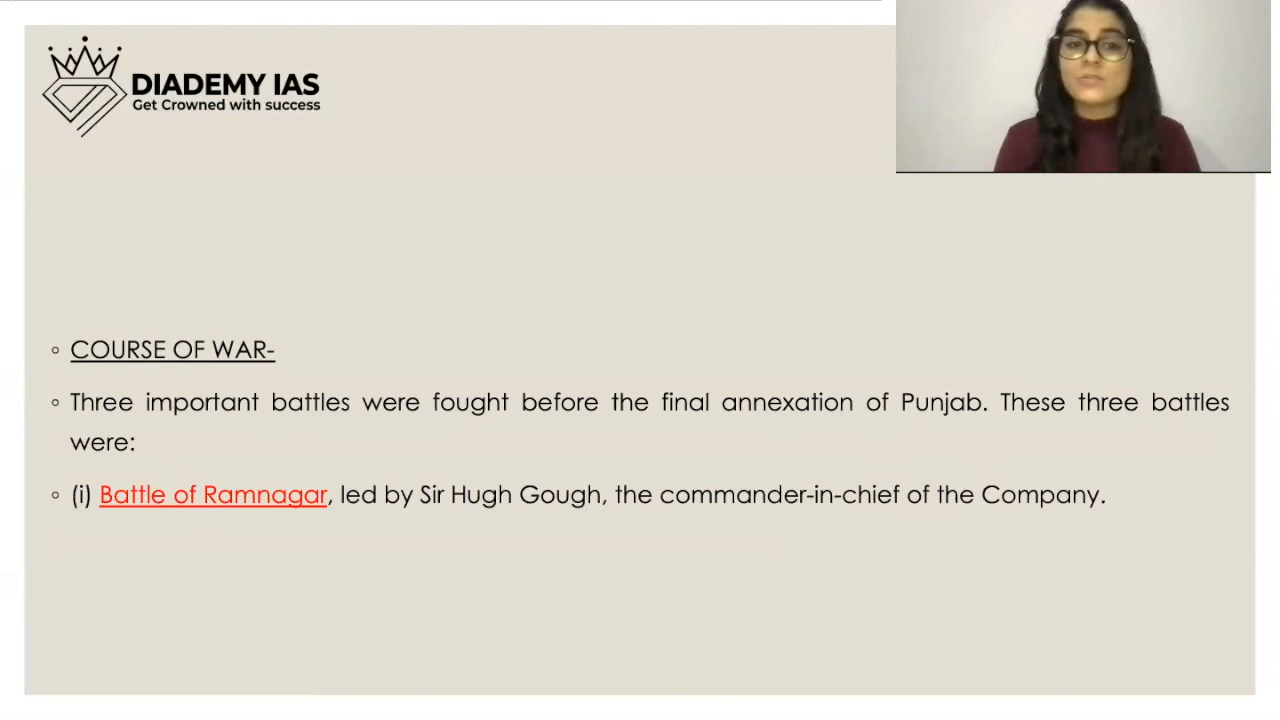 DIADEMY IAS
Get Crowned with success
◦ COURSE OF WAR-
◦ Three important battles were fought before the final annexation of Punjab. These three battles
were:
◦ (i) Battle of Ramnagar, led by Sir Hugh Gough, the commander-in-chief of the Company.